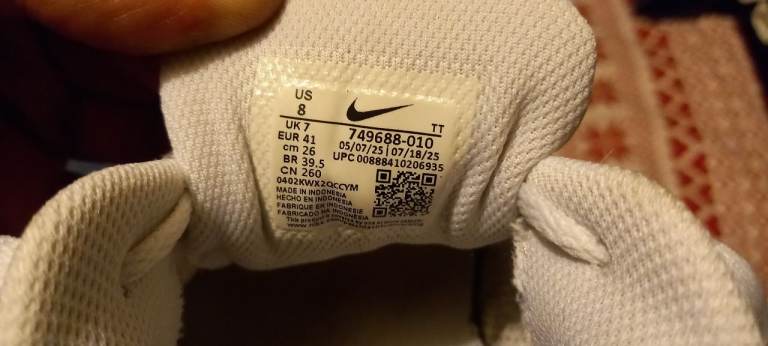 US
8
UK 7
EUR 41
cm 26
BR 39.5
CN 260
TT
749688-010
05/07/25 | 07/18/25
UPC 00888410206935
0402KWX2QCCYM
MADE IN INDONESIA
HECHO EN INDONESIA
FABRIQUE EN INDONESIE
FABRICADO NA INDONESIA